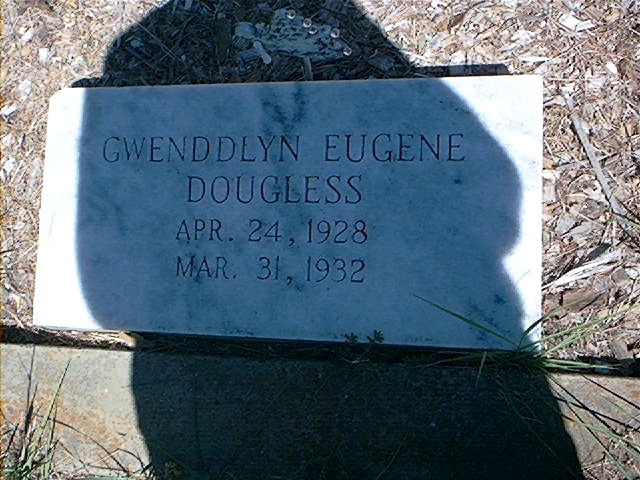 GWENDDLYN EUGENE
DOUGLESS
APR. 24, 1928
MAR. 31, 1932